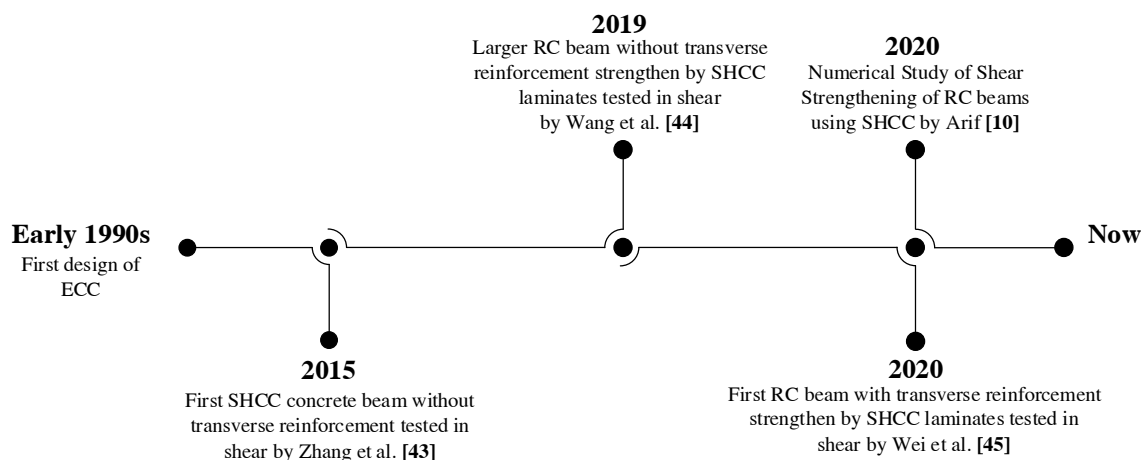 Early 1990s
First design of
ECC
2015
First SHCC concrete beam without
transverse reinforcement tested in
shear by Zhang et al. [43]
2019
Larger RC beam without transverse
reinforcement strengthen by SHCC
laminates tested in shear
by Wang et al. [44]
2020
Numerical Study of Shear
Strengthening of RC beams
using SHCC by Arif [10]
2020
First RC beam with transverse reinforcement
strengthen by SHCC laminates tested in
shear by Wei et al. [45]
Now